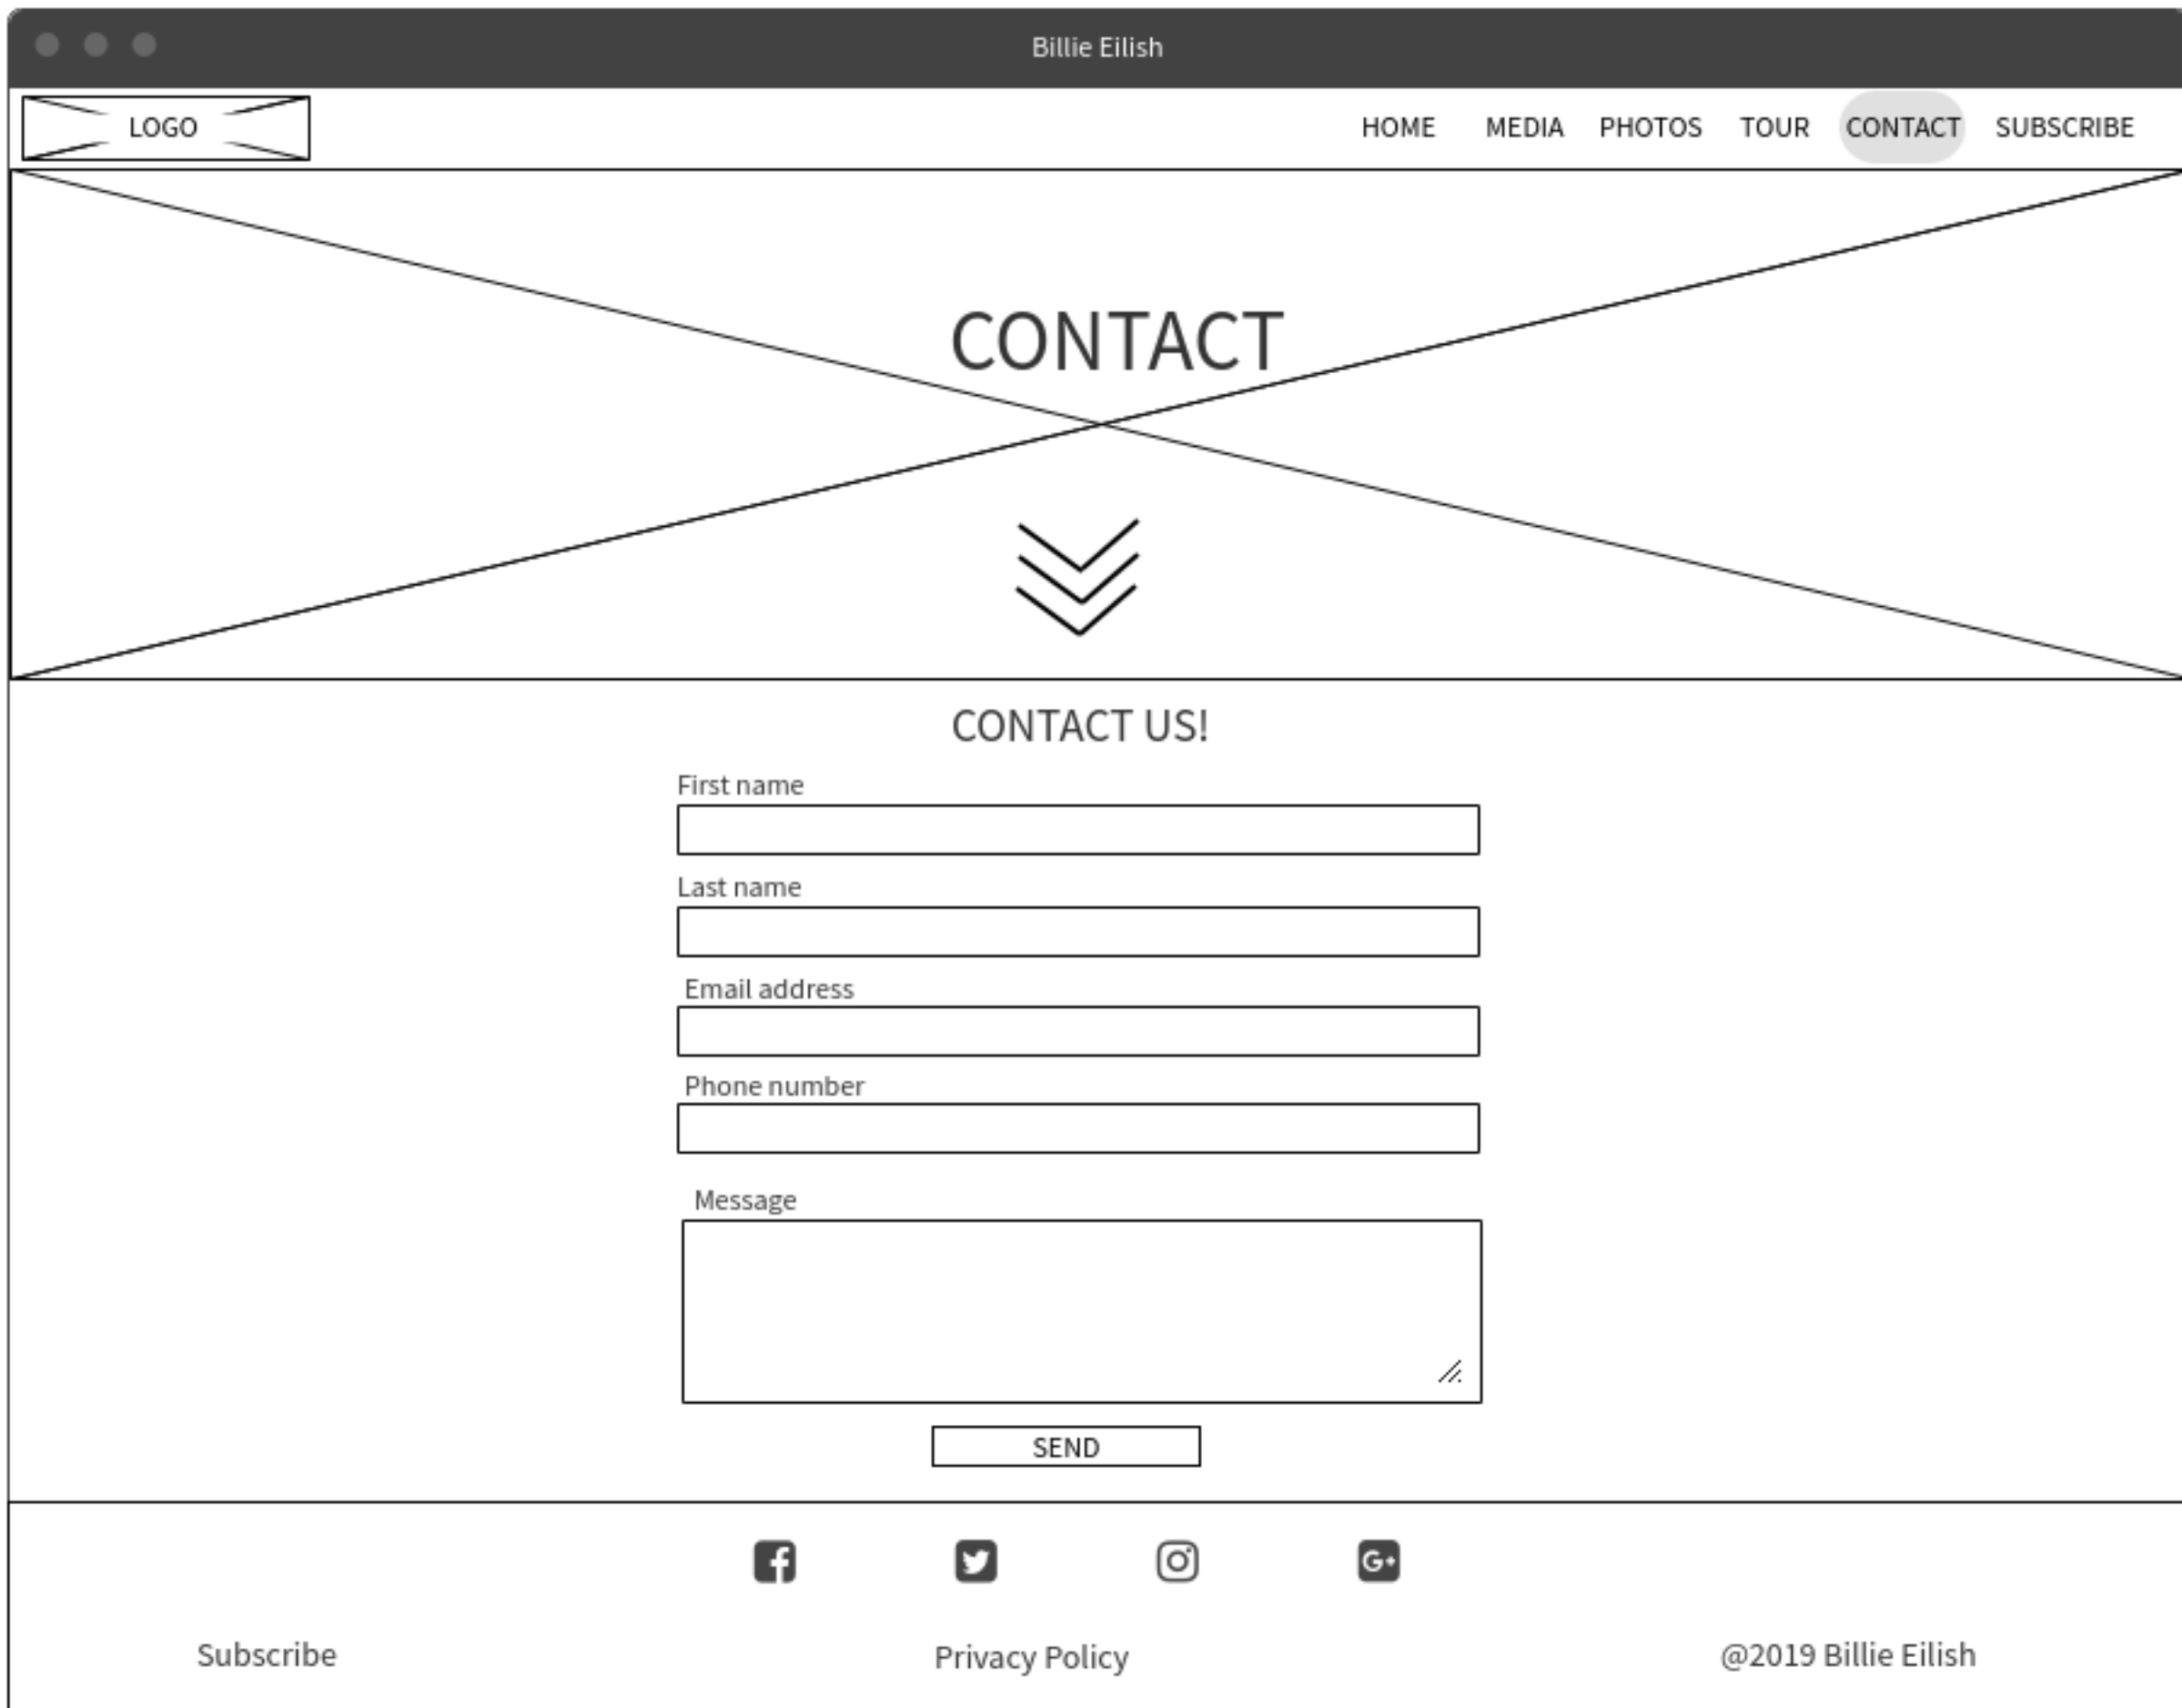 Billie Eilish
LOGO
HOME MEDIA PHOTOS TOUR CONTACT SUBSCRIBE
CONTACT
CONTACT US!
First name
Last name
Email address
Phone number
Message
SEND
Subscribe Privacy Policy @2019 Billie Eilish